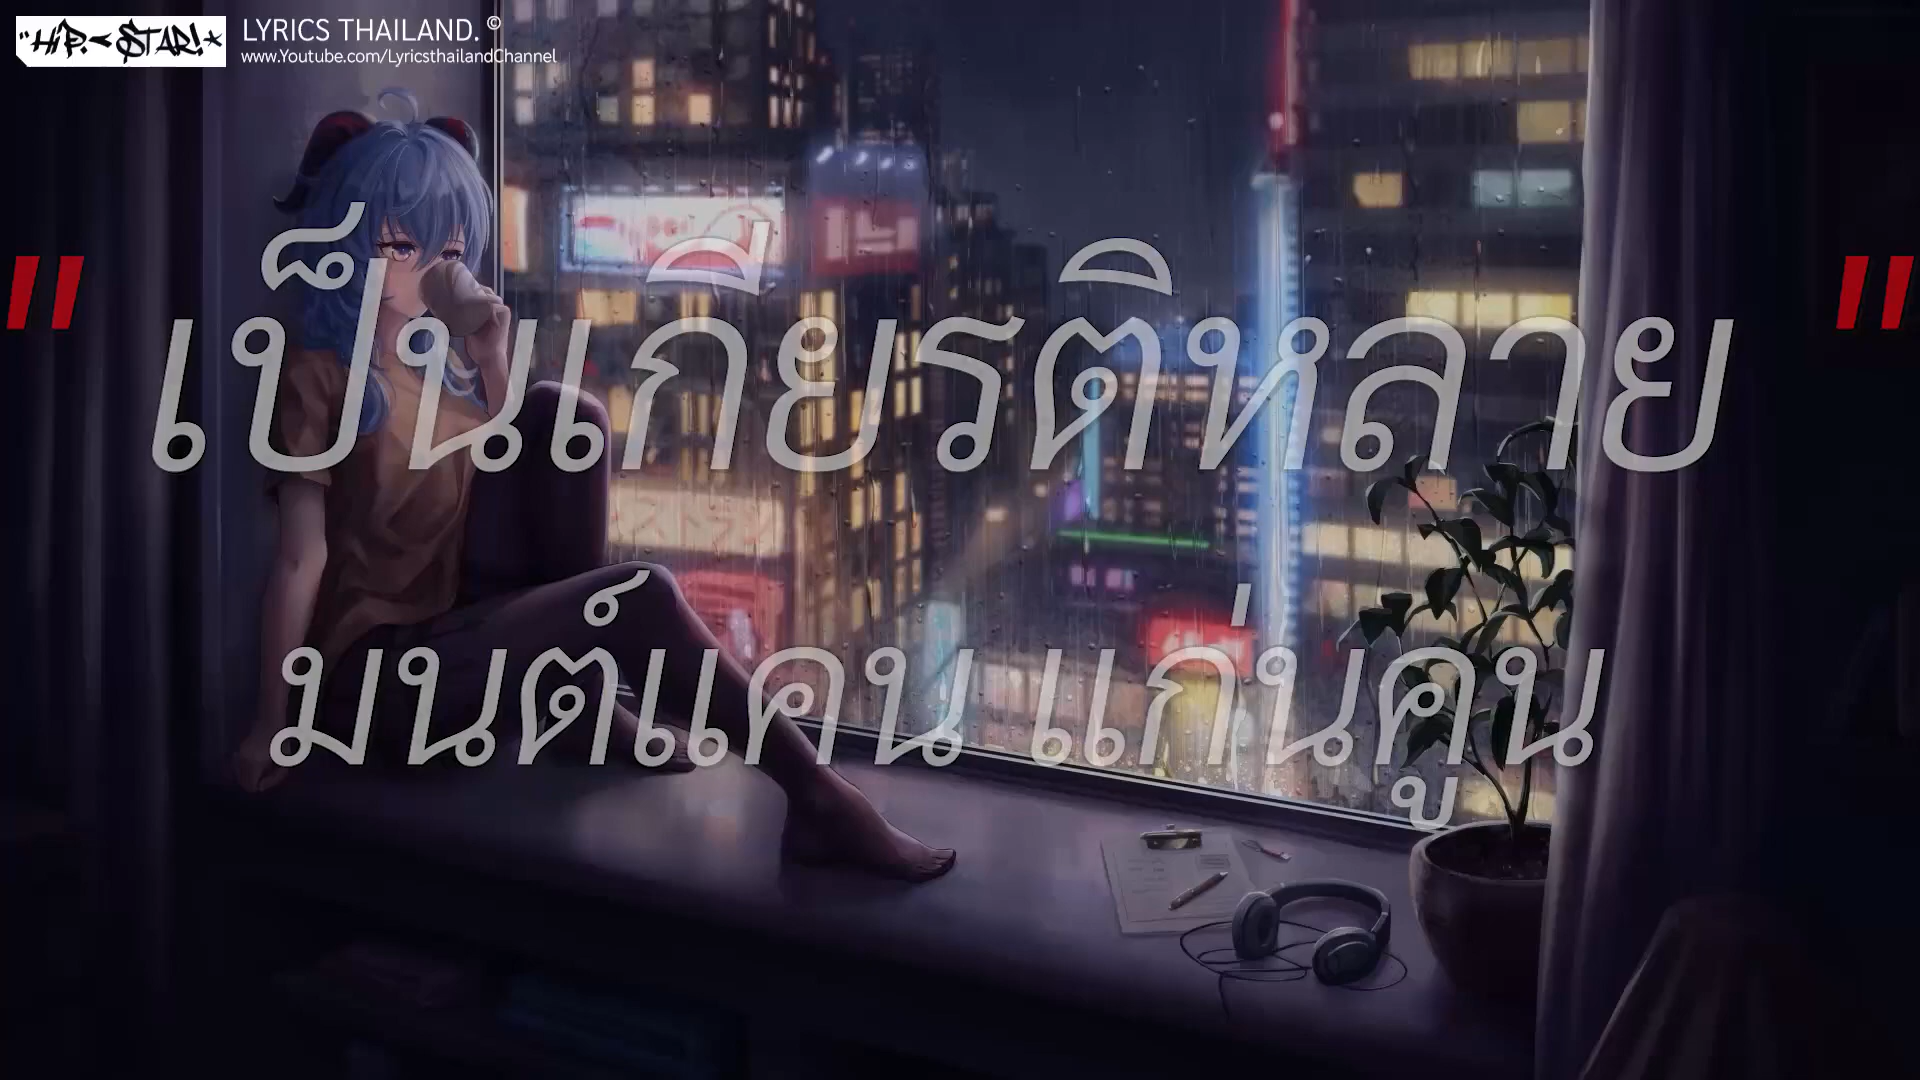 "HIP.<STAR!★
LYRICS THAILAND.©
www.Youtube.com/LyricsthailandChannel
" เป็นเกียรติหลาย "
มนต์แคน แก่นคูน